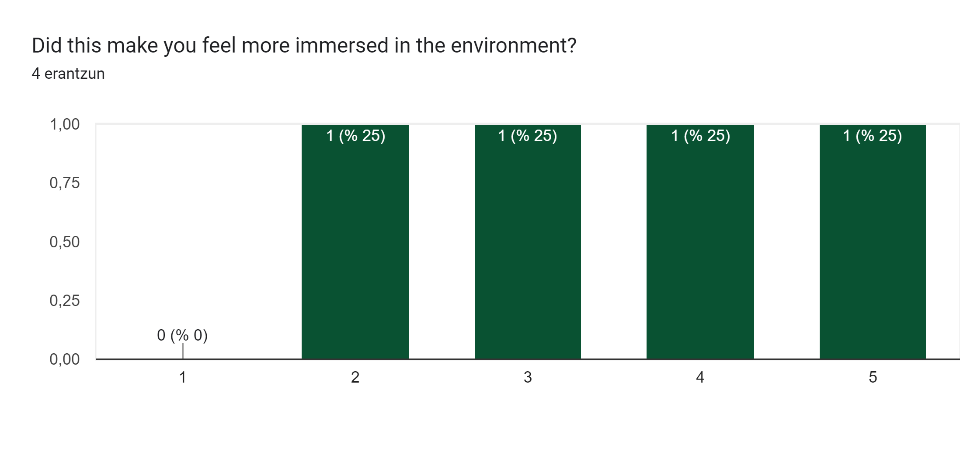 Did this make you feel more immersed in the environment?
4 erantzun
1,00
0,75
0,50
0,25
0,00
0 (% 0)
1 (% 25)
1 (% 25)
1 (% 25)
1 (% 25)
1
2
3
4
5